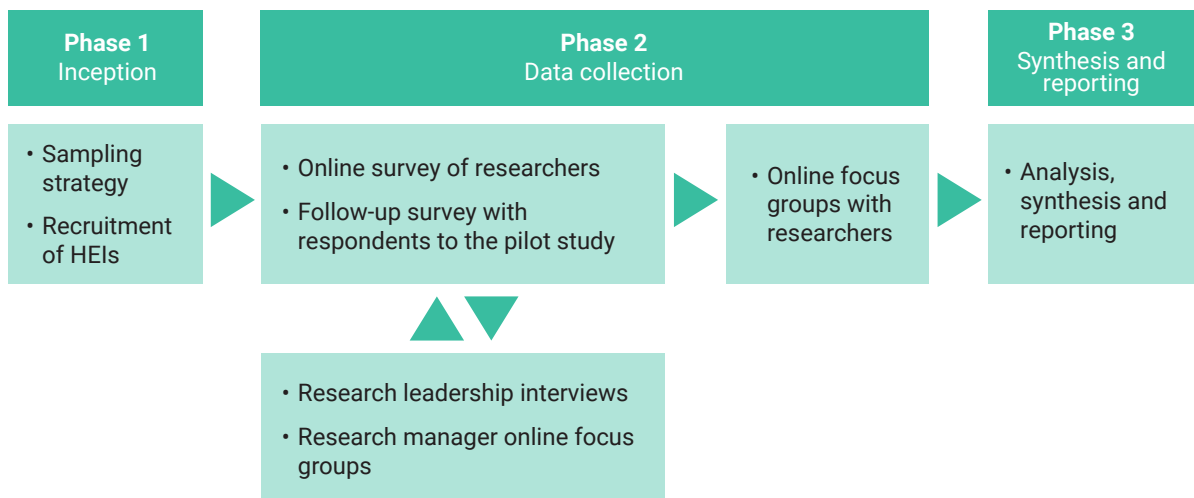 Phase 1
Inception
Phase 2
Data collection
Phase 3
Synthesis and
reporting
• Sampling
strategy
• Recruitment
of HEIs
• Online survey of researchers
• Follow-up survey with
respondents to the pilot study
• Online focus
groups with
researchers
• Analysis,
synthesis and
reporting
• Research leadership interviews
• Research manager online focus
groups